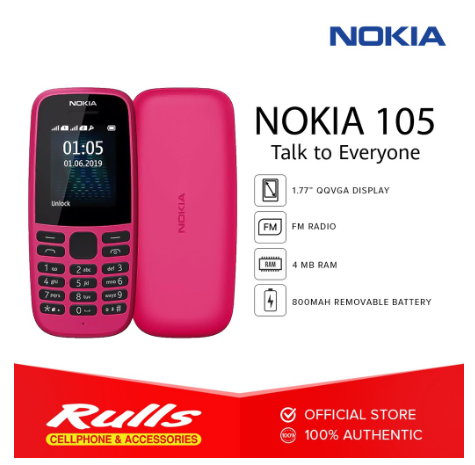 NOKIA
NOKIA
01:05
01.06.2019
Unlock
NOKIA
NOKIA 105
Talk to Everyone
1.77" QQVGA DISPLAY
FM
FM RADIO
RAM
4 MB RAM
800MAH REMOVABLE BATTERY
1
2 abc
def 3
4 ghi
5 jkl
mno 6
7 pqrs
8 tuv
wxyz 9
*
0
#
Rulls
CELLPHONE & ACCESSORIES
OFFICIAL STORE
100%
100% AUTHENTIC